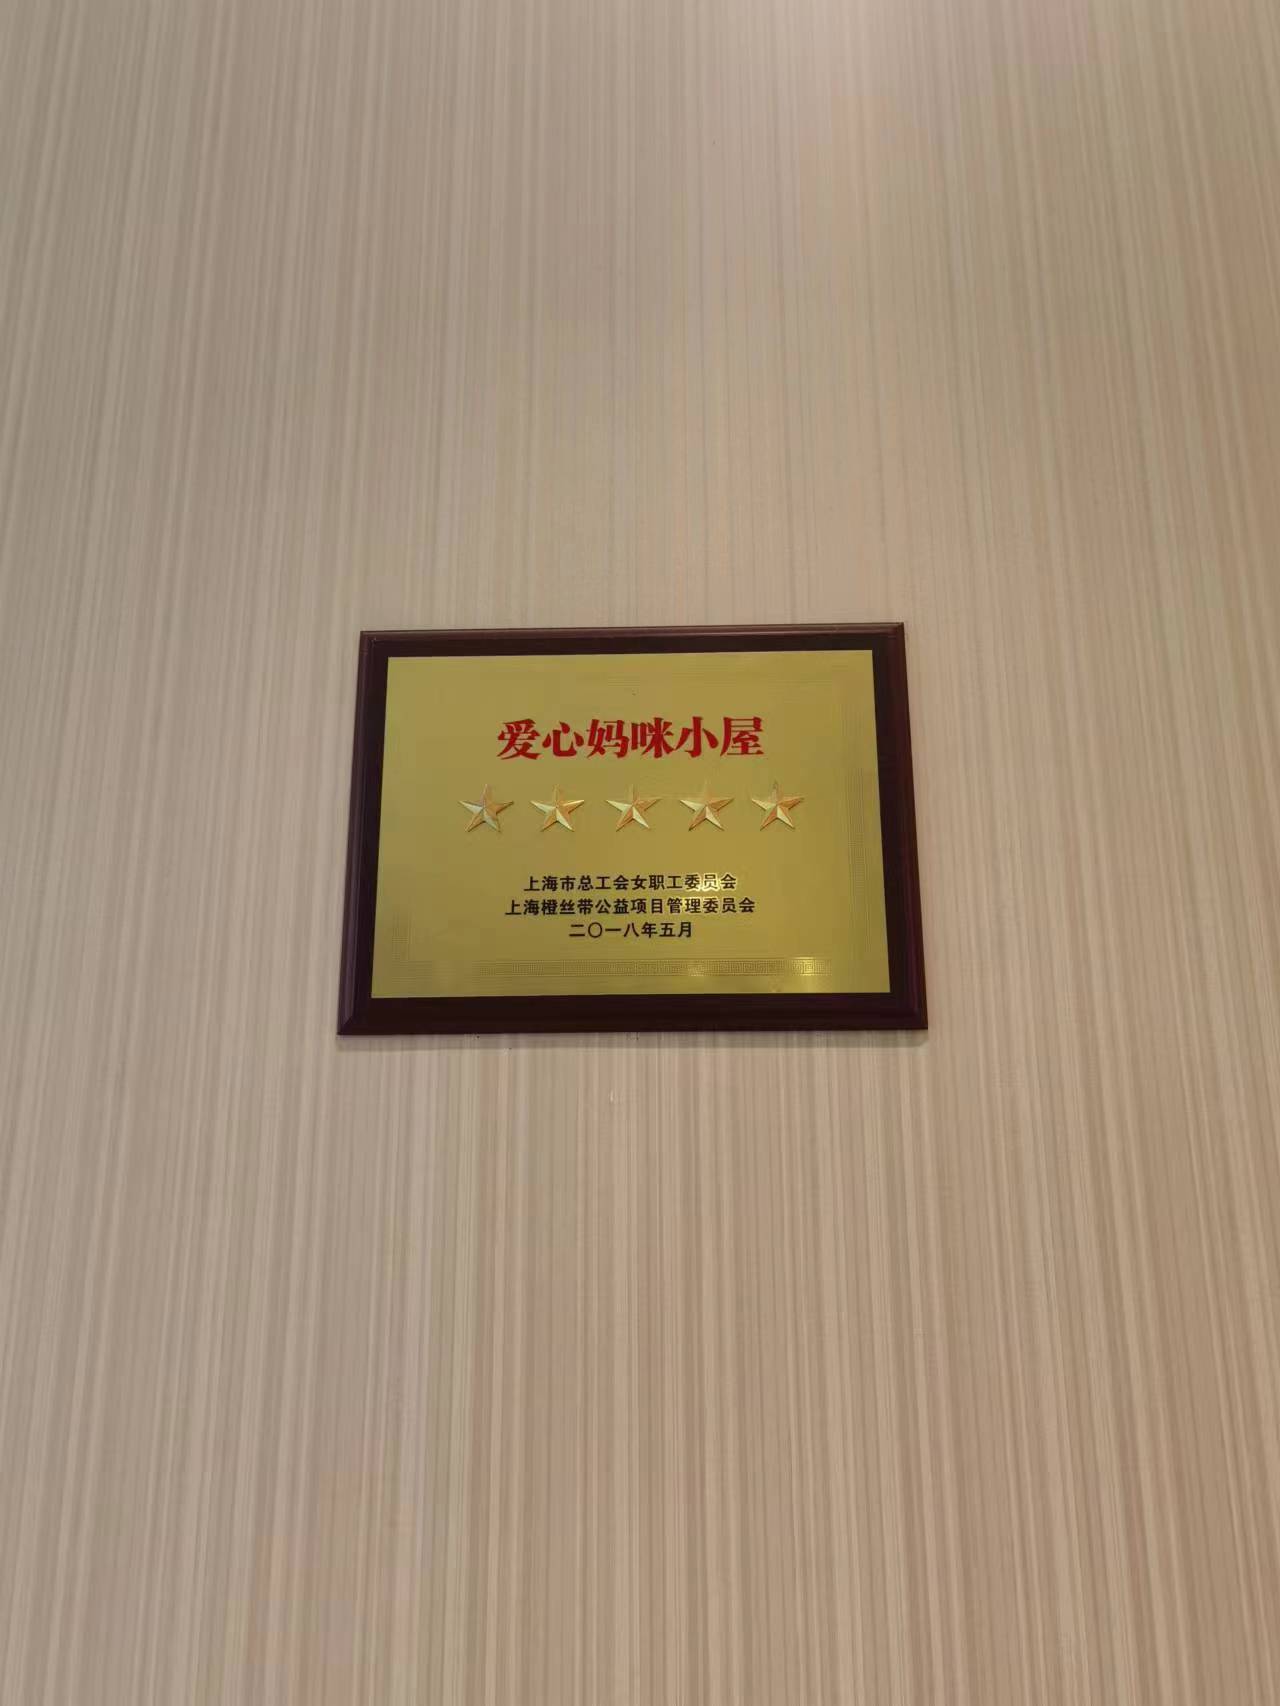 爱心妈咪小屋
上海市总工会女职工委员会
上海橙丝带公益项目管理委员会
二〇一八年五月